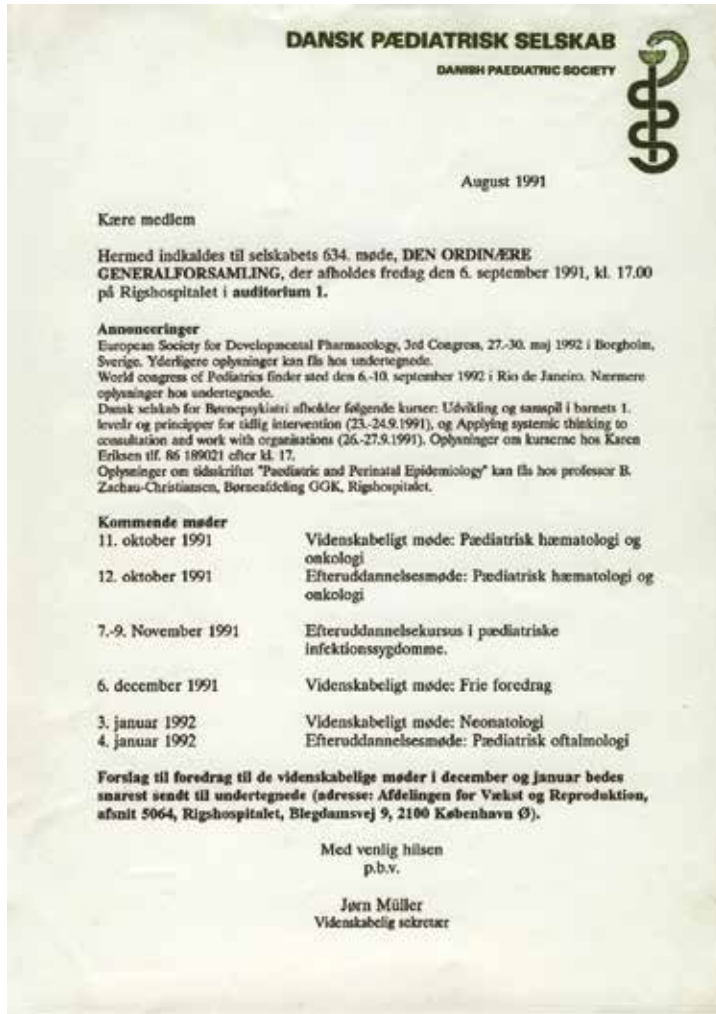 DANSK PÆDIATRISK SELSKAB
DANISH PAEDIATRIC SOCIETY
August 1991
Kære medlem
Hermed indkaldes til selskabets 634. møde, DEN ORDINÆRE
GENERALFORSAMLING, der afholdes fredag den 6. september 1991, kl. 17.00
på Rigshospitalet i auditorium 1.
Annonceringer
European Society for Developmental Pharmacology, 3rd Congress, 27.-30. maj 1992 i Borgholm,
Sverige. Yderligere oplysninger kan fås hos undertegnede.
World congress of Pediatrics finder sted den 6.-10. september 1992 i Rio de Janeiro. Nærmere
oplysninger hos undertegnede.
Dansk selskab for Børnepsykiatri afholder følgende kurser: Udvikling og samspil i barnets 1.
leveår og principper for tidlig intervention (23.-24.9.1991), og Applying systemic thinking to
consultation and work with organisations (26.-27.9.1991). Oplysninger om kurserne hos Karen
Eriksen tlf. 86 189021 efter kl. 17.
Oplysninger om tidsskriftet "Paediatric and Perinatal Epidemiology" kan fås hos professor B.
Zachau-Christiansen, Børneafdeling GGK, Rigshospitalet.
Kommende møder
11. oktober 1991 Videnskabeligt møde: Pædiatrisk hæmatologi og
onkologi
12. oktober 1991 Efteruddannelsesmøde: Pædiatrisk hæmatologi og
onkologi
7.-9. November 1991 Efteruddannelsekursus i pædiatriske
infektionssygdomme.
6. december 1991 Videnskabeligt møde: Frie foredrag
3. januar 1992 Videnskabeligt møde: Neonatologi
4. januar 1992 Efteruddannelsesmøde: Pædiatrisk oftalmologi
Forslag til foredrag til de videnskabelige møder i december og januar bedes
snarest sendt til undertegnede (adresse: Afdelingen for Vækst og Reproduktion,
afsnit 5064, Rigshospitalet, Blegdamsvej 9, 2100 København Ø).
Med venlig hilsen
p.b.v.
Jørn Müller
Videnskabelig sekretær